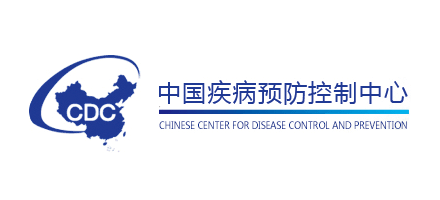 CDC
中国疾病预防控制中心
CHINESE CENTER FOR DISEASE CONTROL AND PREVENTION